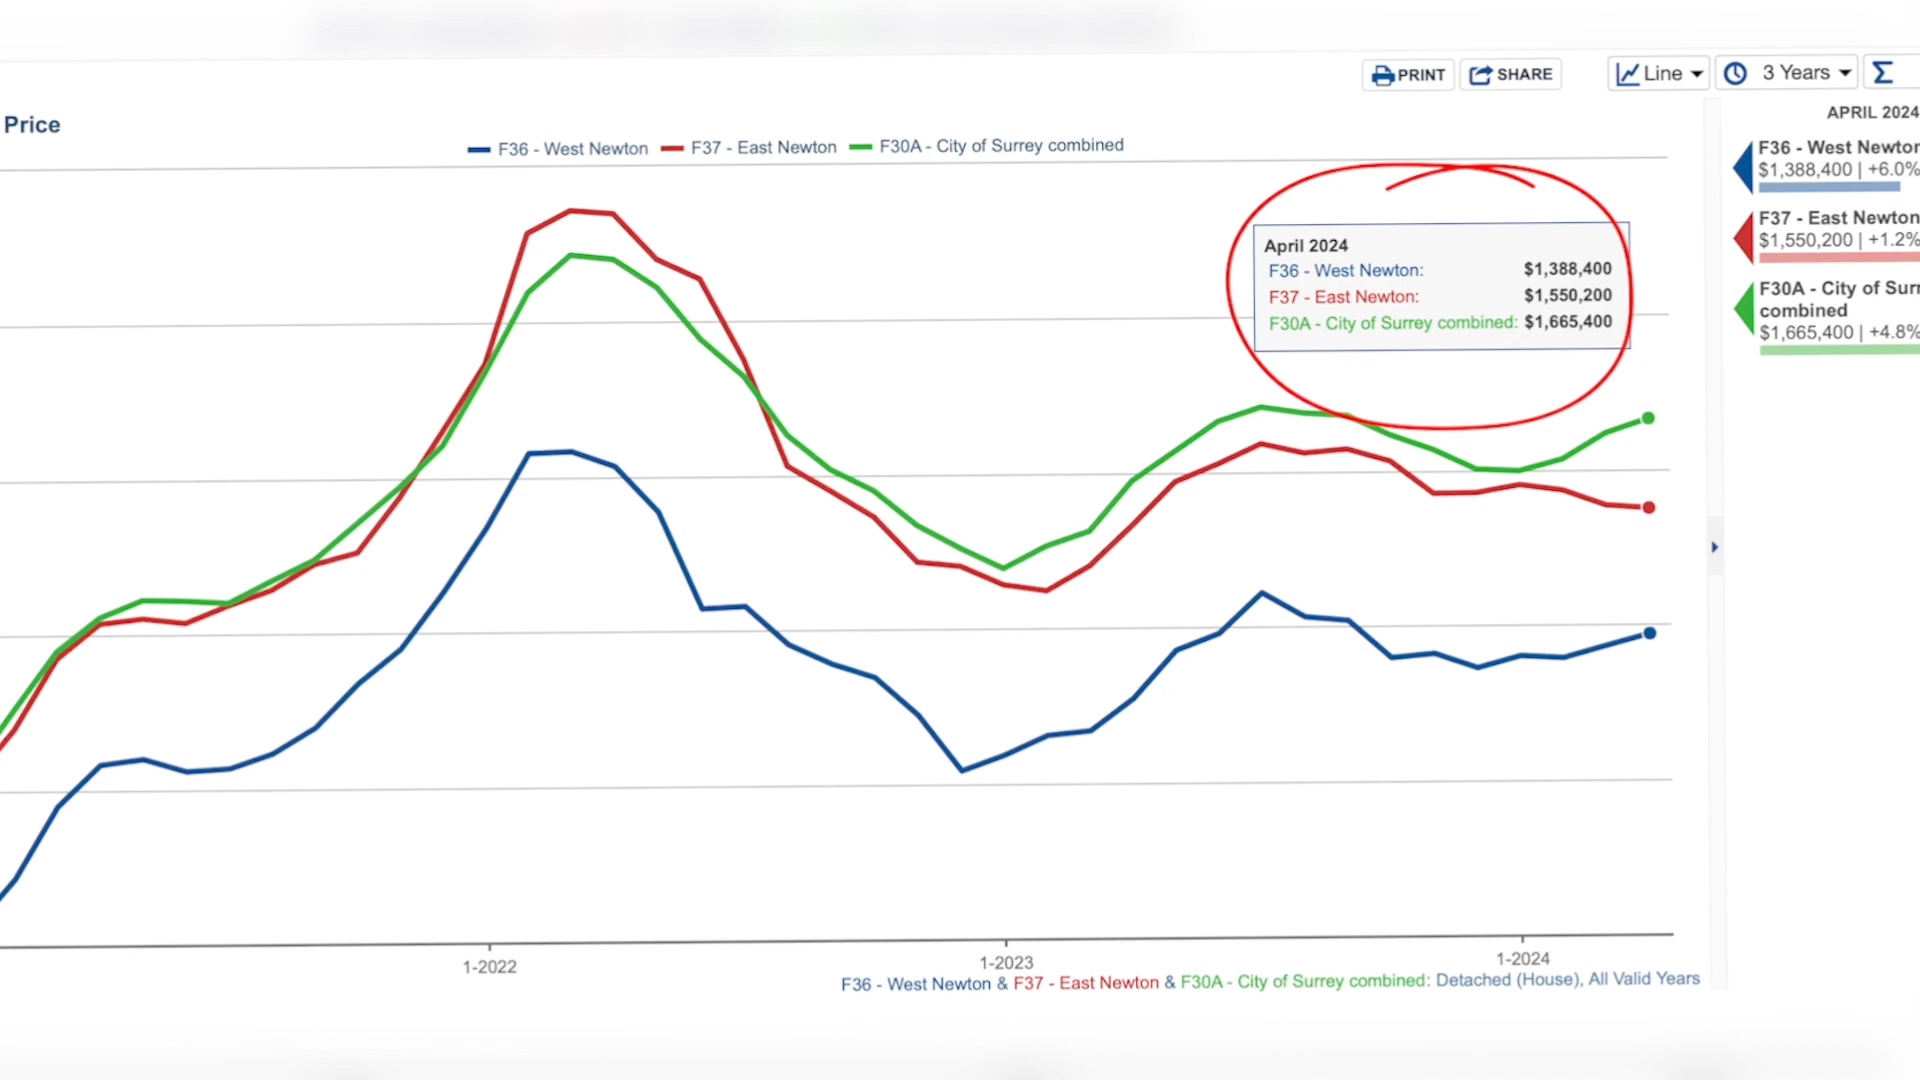 PRINT
SHARE
Line
3 Years
Σ
Price
F36 - West Newton
F37 - East Newton
F30A - City of Surrey combined
APRIL 2024
F36 - West Newton
$1,388,400 | +6.0%
F37 - East Newton
$1,550,200 | +1.2%
F30A - City of Surr
combined
$1,665,400 | +4.8%
April 2024
F36 - West Newton: $1,388,400
F37 - East Newton: $1,550,200
F30A - City of Surrey combined: $1,665,400
1-2022
1-2023
1-2024
F36 - West Newton & F37 - East Newton & F30A - City of Surrey combined: Detached (House), All Valid Years